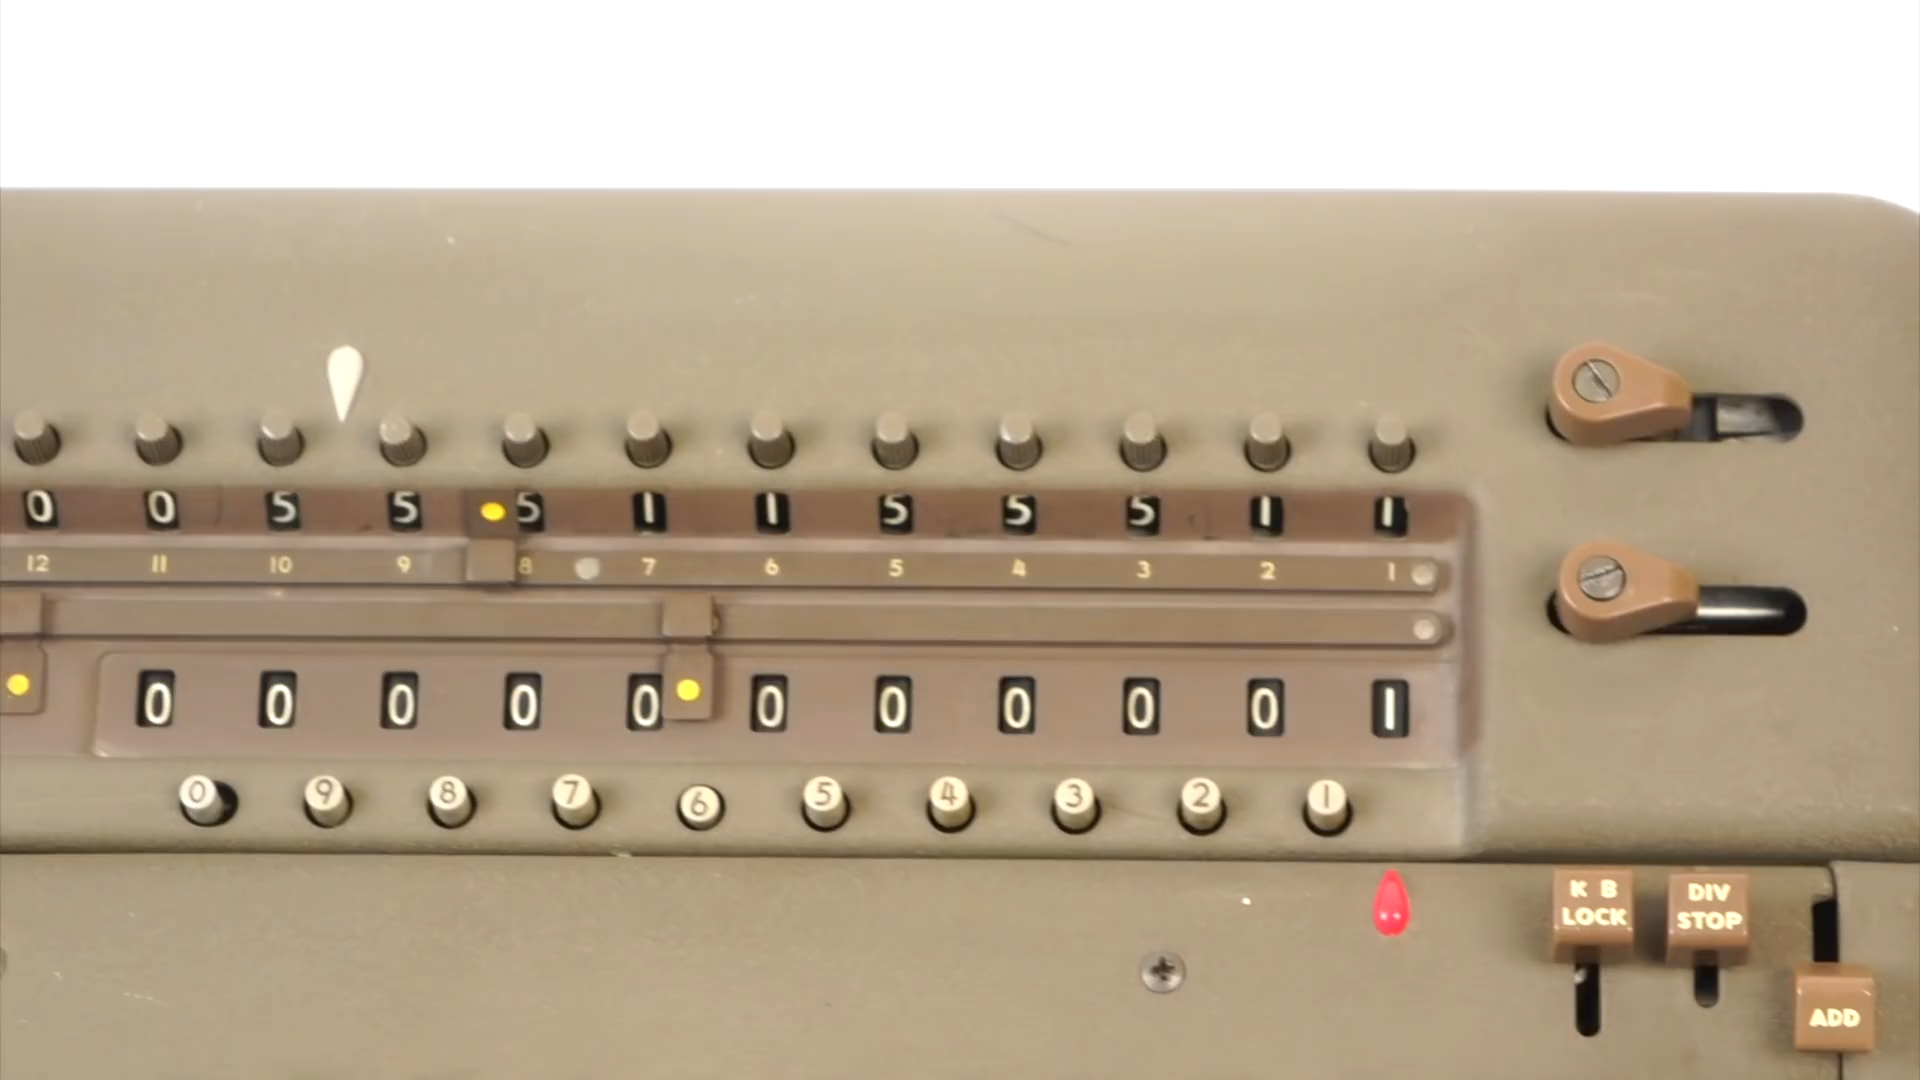 0 0 5 5 5 1 1 5 5 5 1 1
12 11 10 9 8 7 6 5 4 3 2 1
0 0 0 0 0 0 0 0 0 0 1
0 9 8 7 6 5 4 3 2 1
K B
LOCK
DIV
STOP
ADD